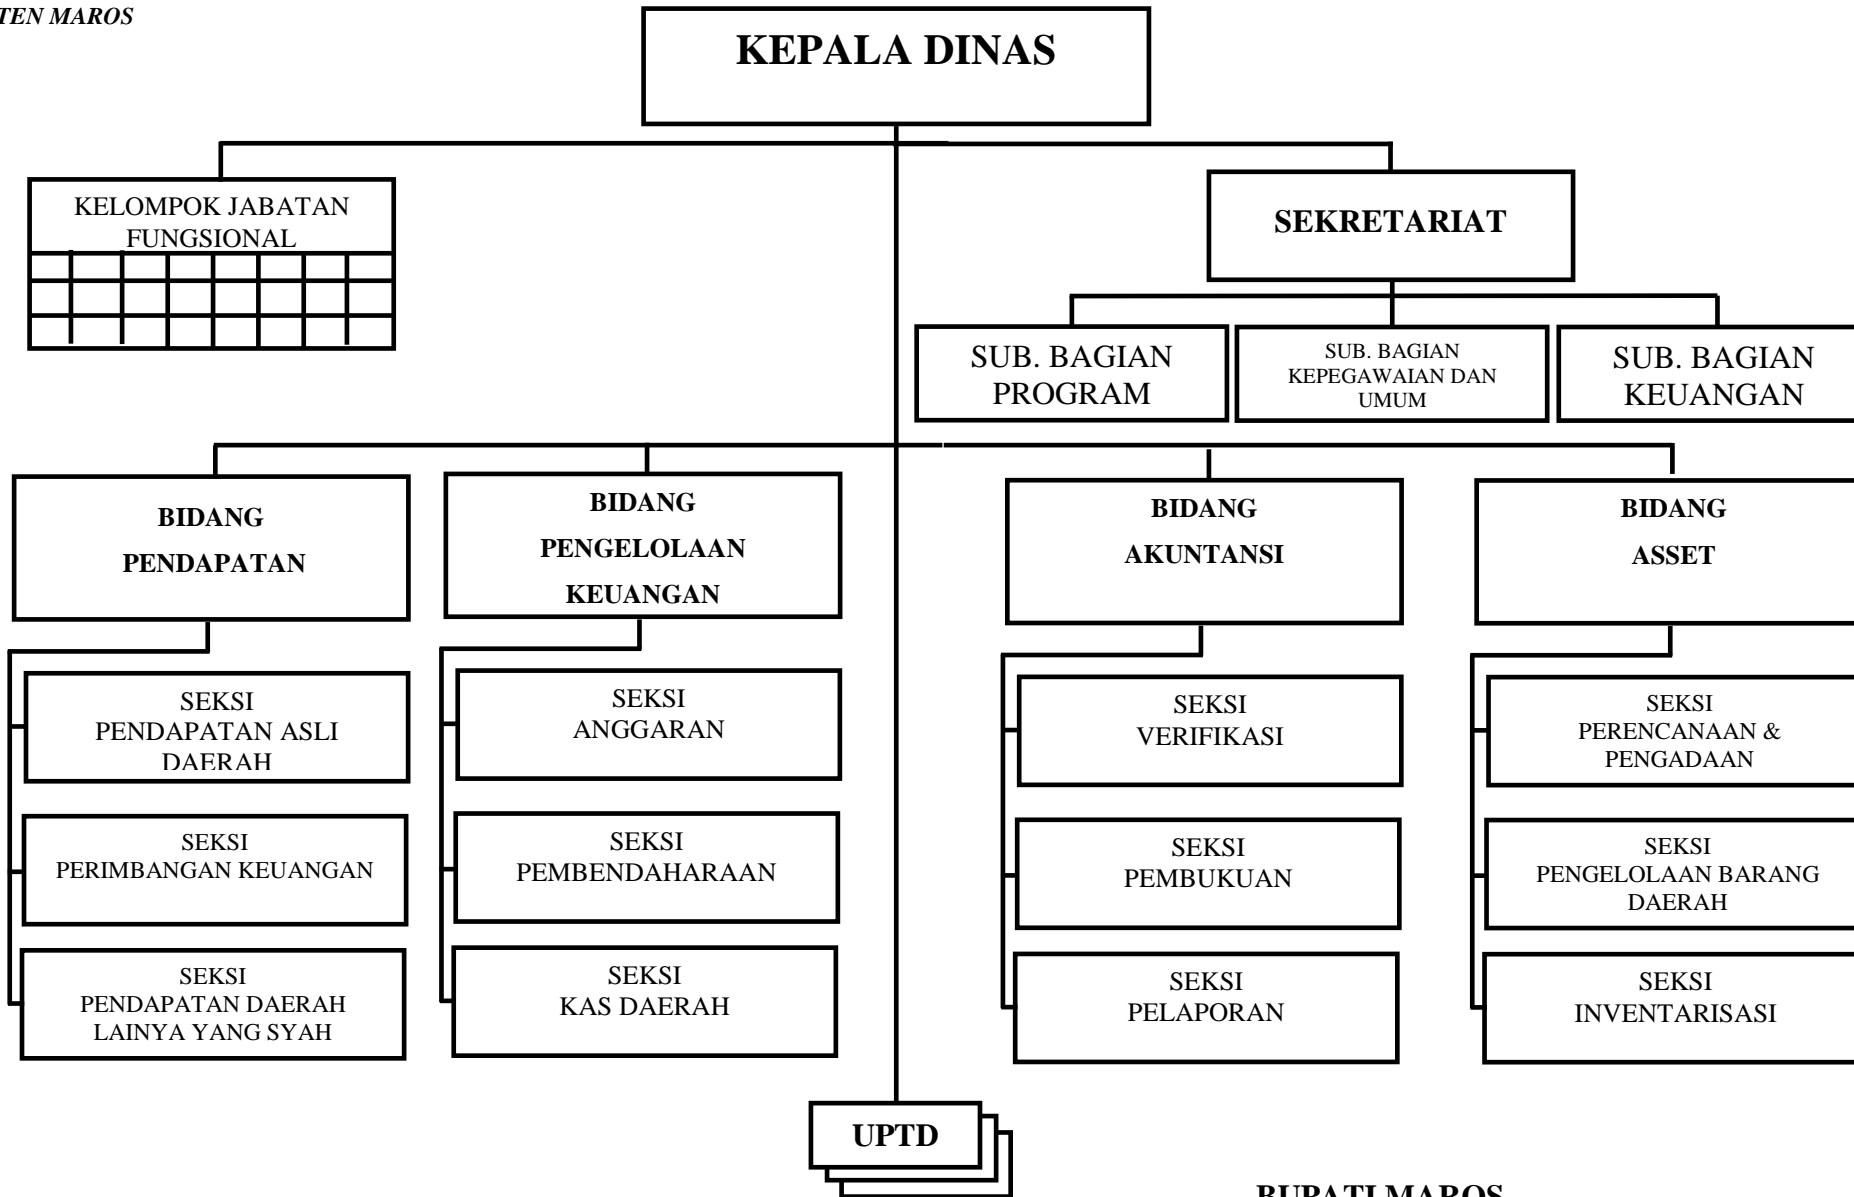 TEN MAROS
KEPALA DINAS
KELOMPOK JABATAN
FUNGSIONAL
SEKRETARIAT
SUB. BAGIAN
PROGRAM
SUB. BAGIAN
KEPEGAWAIAN DAN
UMUM
SUB. BAGIAN
KEUANGAN
BIDANG
PENDAPATAN
BIDANG
PENGELOLAAN
KEUANGAN
BIDANG
AKUNTANSI
BIDANG
ASSET
SEKSI
PENDAPATAN ASLI
DAERAH
SEKSI
ANGGARAN
SEKSI
VERIFIKASI
SEKSI
PERENCANAAN &
PENGADAAN
SEKSI
PERIMBANGAN KEUANGAN
SEKSI
PEMBENDAHARAAN
SEKSI
PEMBUKUAN
SEKSI
PENGELOLAAN BARANG
DAERAH
SEKSI
PENDAPATAN DAERAH
LAINYA YANG SYAH
SEKSI
KAS DAERAH
SEKSI
PELAPORAN
SEKSI
INVENTARISASI
UPTD
BUPATI MAROS